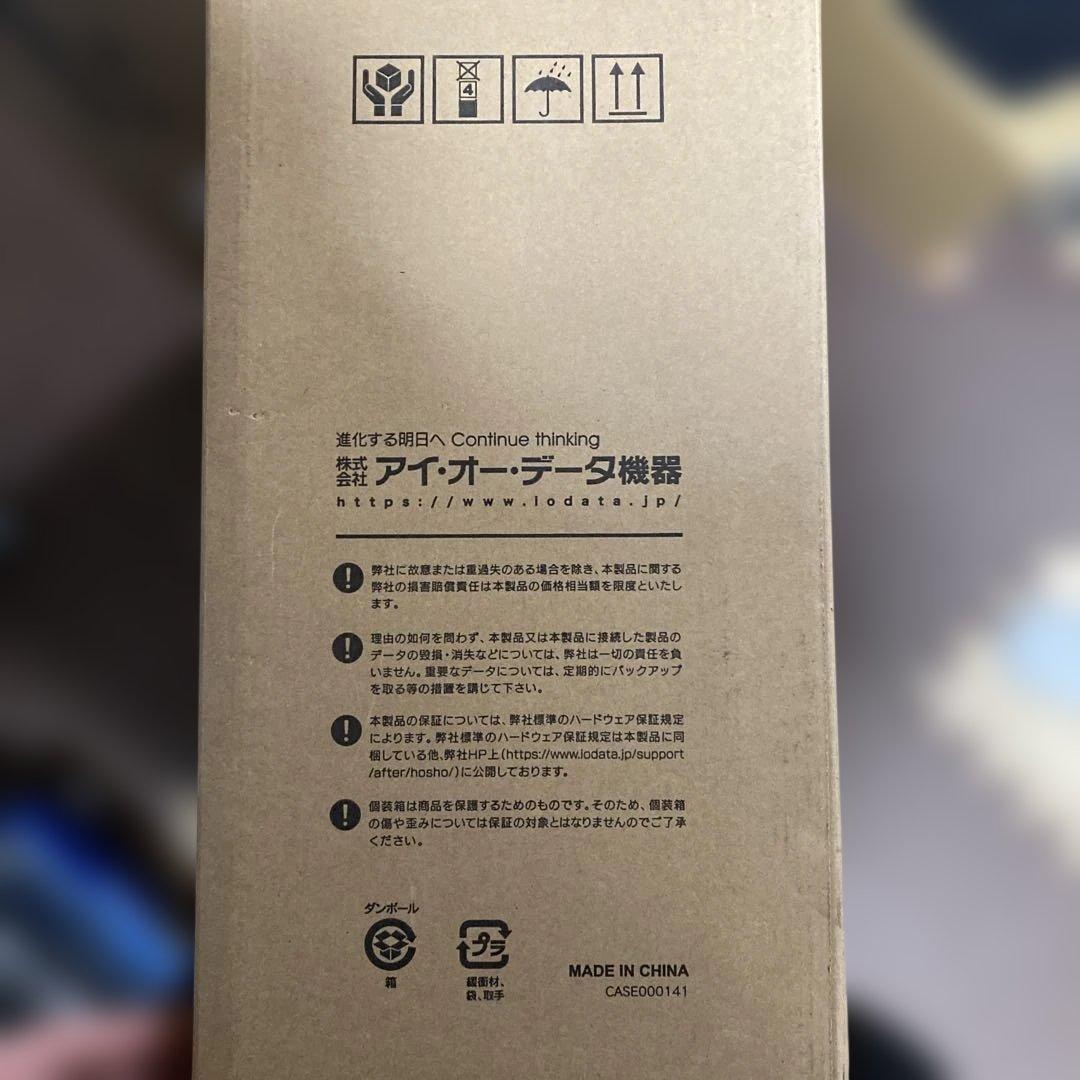 4
進化する明日へ Continue thinking
株式会社 アイ・オー・データ機器
https://www.iodata.jp/
弊社に故意または重過失のある場合を除き、本製品に関する
弊社の損害賠償責任は本製品の価格相当額を限度といたし
ます。
理由の如何を問わず、本製品又は本製品に接続した製品の
データの毀損・消失などについては、弊社は一切の責任を負
いません。重要なデータについては、定期的にバックアップ
を取る等の措置を講じて下さい。
本製品の保証については、弊社標準のハードウェア保証規定
によります。弊社標準のハードウェア保証規定は本製品に同
梱している他、弊社HP上(https://www.iodata.jp/support
/after/hosho/)に公開しております。
個装箱は商品を保護するためのものです。そのため、個装箱
の傷や歪みについては保証の対象とはなりませんのでご了承
ください。
ダンボール
箱
プラ
緩衝材、
袋、取手
MADE IN CHINA
CASE000141